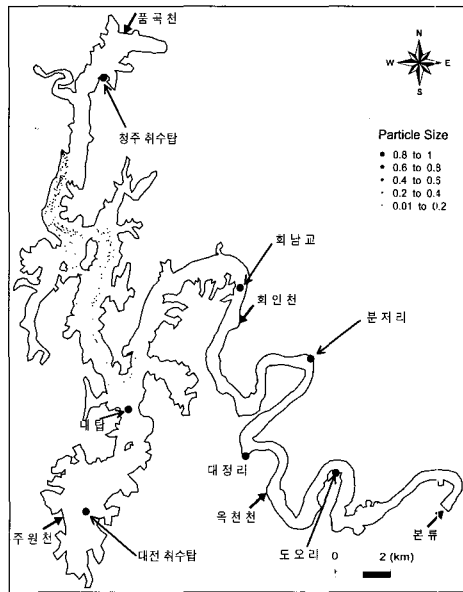 품곡천
N
W E
S
청주 취수탑
Particle Size
0.8 to 1
0.6 to 0.8
0.4 to 0.6
0.2 to 0.4
0.01 to 0.2
회남교
회인천
분저리
대탑
대정리
옥천천
주원천
대전 취수탑
도오리
본류
0 2 (km)